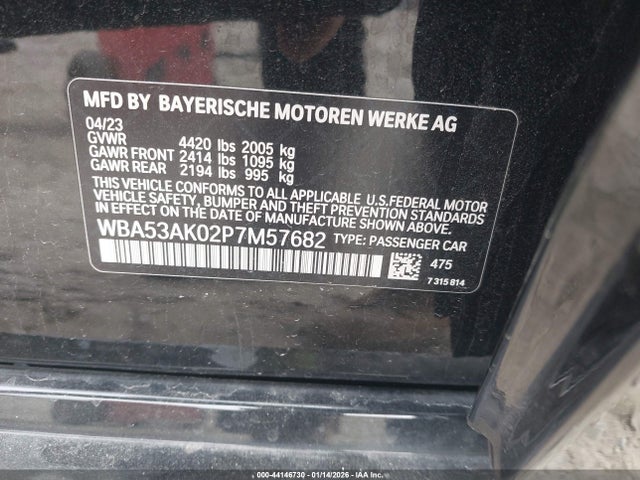 MFD BY BAYERISCHE MOTOREN WERKE AG
04/23
GVWR 4420 lbs 2005 kg
GAWR FRONT 2414 lbs 1095 kg
GAWR REAR 2194 lbs 995 kg
THIS VEHICLE CONFORMS TO ALL APPLICABLE U.S.FEDERAL MOTOR
VEHICLE SAFETY, BUMPER, AND THEFT PREVENTION STANDARDS
IN EFFECT ON THE DATE OF MANUFACTURE SHOWN ABOVE.
WBA53AK02P7M57682 TYPE: PASSENGER CAR
475
7 315 814
000-44146730 - 01/14/2026 - IAA Inc.